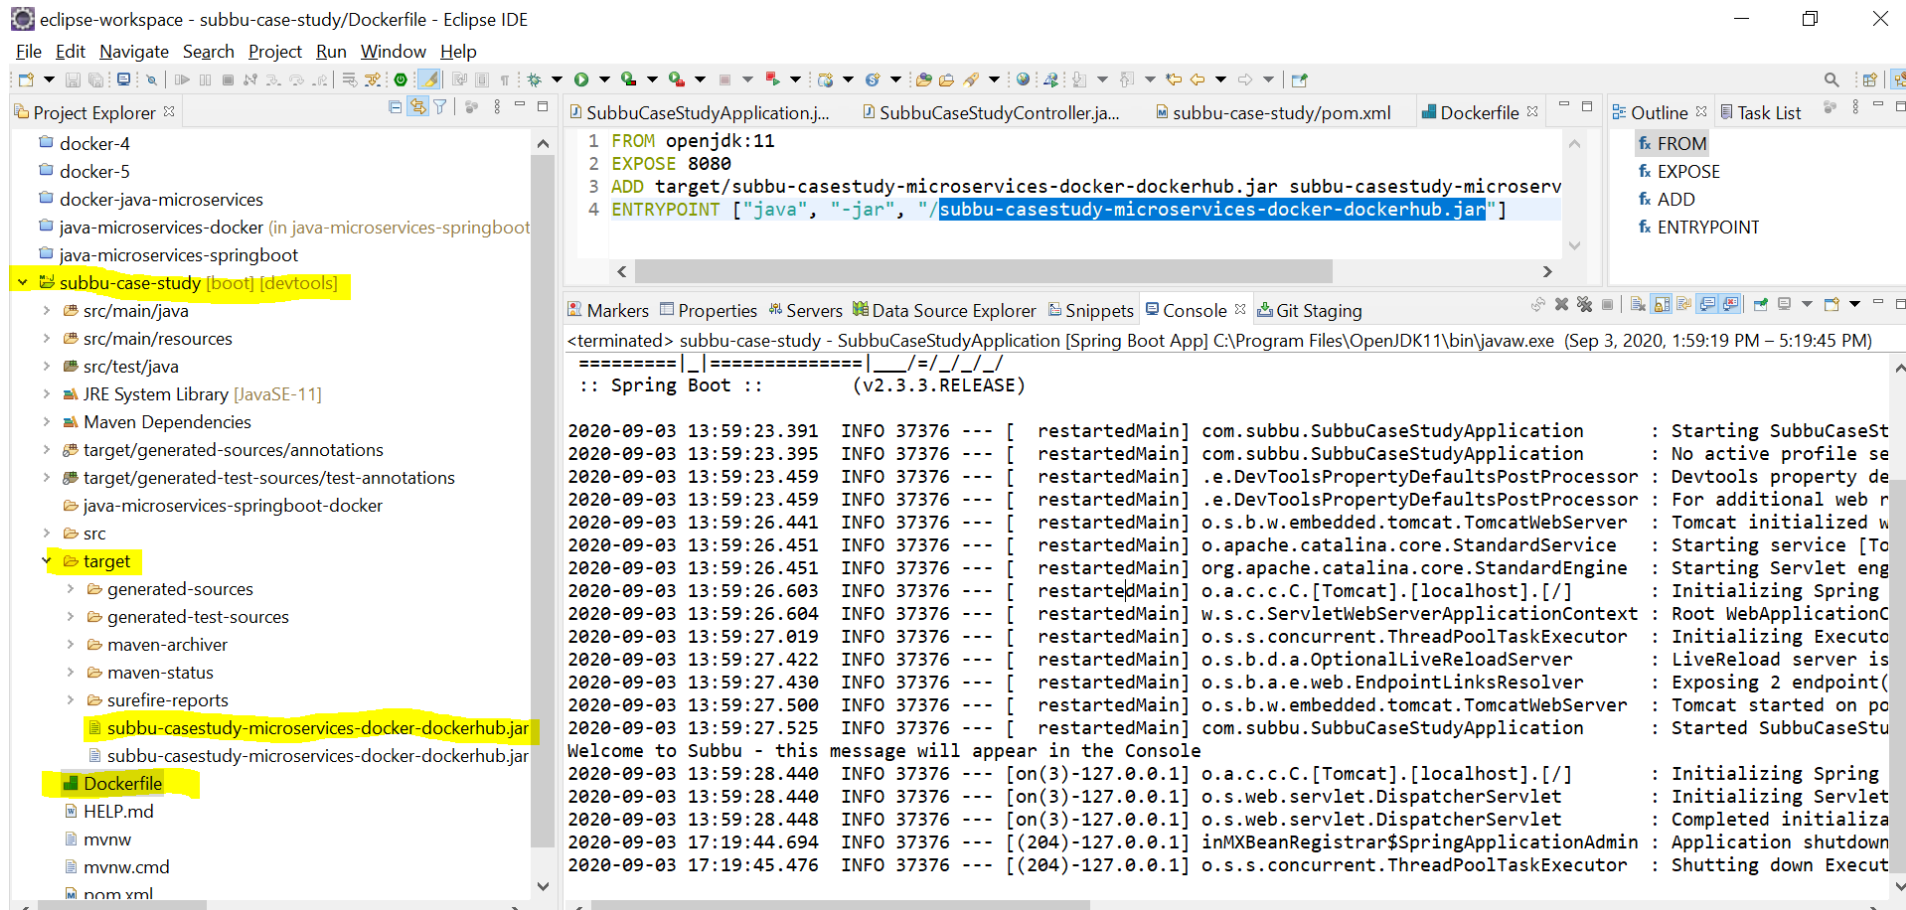 eclipse-workspace - subbu-case-study/Dockerfile - Eclipse IDE
File Edit Navigate Search Project Run Window Help
Project Explorer
docker-4
docker-5
docker-java-microservices
java-microservices-docker (in java-microservices-springboot
java-microservices-springboot
subbu-case-study [boot] [devtools]
src/main/java
src/main/resources
src/test/java
JRE System Library [JavaSE-11]
Maven Dependencies
target/generated-sources/annotations
target/generated-test-sources/test-annotations
java-microservices-springboot-docker
src
target
generated-sources
generated-test-sources
maven-archiver
maven-status
surefire-reports
subbu-casestudy-microservices-docker-dockerhub.jar
subbu-casestudy-microservices-docker-dockerhub.jar
Dockerfile
HELP.md
mvnw
mvnw.cmd
pom.xml
SubbuCaseStudyApplication.j... SubbuCaseStudyController.ja... subbu-case-study/pom.xml Dockerfile
1 FROM openjdk:11
2 EXPOSE 8080
3 ADD target/subbu-casestudy-microservices-docker-dockerhub.jar subbu-casestudy-microserv
4 ENTRYPOINT ["java", "-jar", "/subbu-casestudy-microservices-docker-dockerhub.jar"]
Outline Task List
FROM
EXPOSE
ADD
ENTRYPOINT
Markers Properties Servers Data Source Explorer Snippets Console Git Staging
<terminated> subbu-case-study - SubbuCaseStudyApplication [Spring Boot App] C:\Program Files\OpenJDK11\bin\javaw.exe (Sep 3, 2020, 1:59:19 PM – 5:19:45 PM)
=========|_|==============|___/=/_/_/_/
:: Spring Boot :: (v2.3.3.RELEASE)
2020-09-03 13:59:23.391 INFO 37376 --- [ restartedMain] com.subbu.SubbuCaseStudyApplication : Starting SubbuCaseSt
2020-09-03 13:59:23.395 INFO 37376 --- [ restartedMain] com.subbu.SubbuCaseStudyApplication : No active profile se
2020-09-03 13:59:23.459 INFO 37376 --- [ restartedMain] .e.DevToolsPropertyDefaultsPostProcessor : Devtools property de
2020-09-03 13:59:23.459 INFO 37376 --- [ restartedMain] .e.DevToolsPropertyDefaultsPostProcessor : For additional web r
2020-09-03 13:59:26.441 INFO 37376 --- [ restartedMain] o.s.b.w.embedded.tomcat.TomcatWebServer : Tomcat initialized w
2020-09-03 13:59:26.451 INFO 37376 --- [ restartedMain] o.apache.catalina.core.StandardService : Starting service [To
2020-09-03 13:59:26.451 INFO 37376 --- [ restartedMain] org.apache.catalina.core.StandardEngine : Starting Servlet eng
2020-09-03 13:59:26.603 INFO 37376 --- [ restartedMain] o.a.c.c.C.[Tomcat].[localhost].[/] : Initializing Spring
2020-09-03 13:59:26.604 INFO 37376 --- [ restartedMain] w.s.c.ServletWebServerApplicationContext : Root WebApplicationC
2020-09-03 13:59:27.019 INFO 37376 --- [ restartedMain] o.s.s.concurrent.ThreadPoolTaskExecutor : Initializing Executo
2020-09-03 13:59:27.422 INFO 37376 --- [ restartedMain] o.s.b.d.a.OptionalLiveReloadServer : LiveReload server is
2020-09-03 13:59:27.430 INFO 37376 --- [ restartedMain] o.s.b.a.e.web.EndpointLinksResolver : Exposing 2 endpoint(
2020-09-03 13:59:27.500 INFO 37376 --- [ restartedMain] o.s.b.w.embedded.tomcat.TomcatWebServer : Tomcat started on po
2020-09-03 13:59:27.525 INFO 37376 --- [ restartedMain] com.subbu.SubbuCaseStudyApplication : Started SubbuCaseStu
Welcome to Subbu - this message will appear in the Console
2020-09-03 13:59:28.440 INFO 37376 --- [on(3)-127.0.0.1] o.a.c.c.C.[Tomcat].[localhost].[/] : Initializing Spring
2020-09-03 13:59:28.440 INFO 37376 --- [on(3)-127.0.0.1] o.s.web.servlet.DispatcherServlet : Initializing Servlet
2020-09-03 13:59:28.448 INFO 37376 --- [on(3)-127.0.0.1] o.s.web.servlet.DispatcherServlet : Completed initializa
2020-09-03 17:19:44.694 INFO 37376 --- [(204)-127.0.0.1] inMXBeanRegistrar$SpringApplicationAdmin : Application shutdown
2020-09-03 17:19:45.476 INFO 37376 --- [(204)-127.0.0.1] o.s.s.concurrent.ThreadPoolTaskExecutor : Shutting down Execut